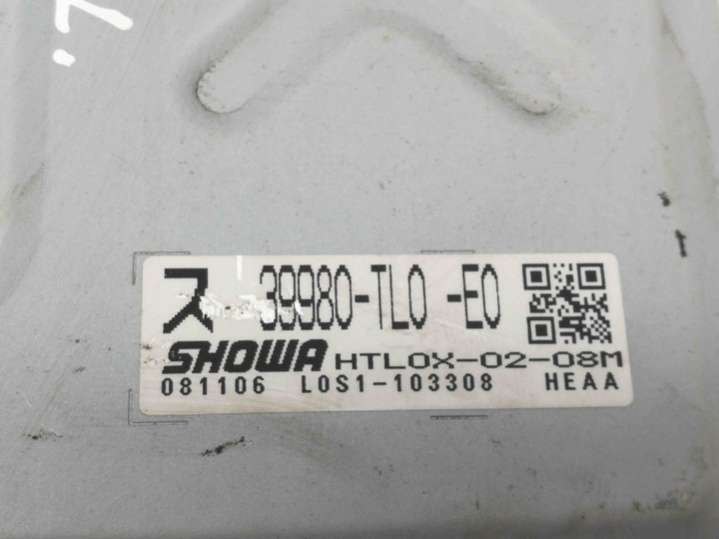 ス 39980-TL0 -E0
SHOWA HTL0X-02-08M
081106 L0S1-103308 HEAA